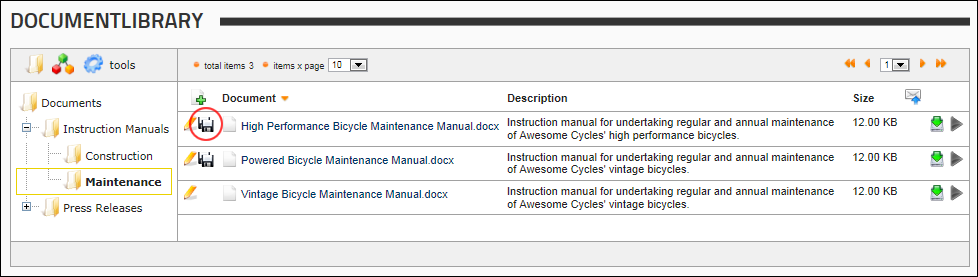 DOCUMENTLIBRARY
tools
total items 3 items x page 10
1
Documents
Instruction Manuals
Construction
Maintenance
Press Releases
Document Description Size
High Performance Bicycle Maintenance Manual.docx
Instruction manual for undertaking regular and annual maintenance
of Awesome Cycles' high performance bicycles.
12.00 KB
Powered Bicycle Maintenance Manual.docx
Instruction manual for undertaking regular and annual maintenance
of Awesome Cycles' vintage bicycles.
12.00 KB
Vintage Bicycle Maintenance Manual.docx
Instruction manual for undertaking regular and annual maintenance
of Awesome Cycles' vintage bicycles.
12.00 KB